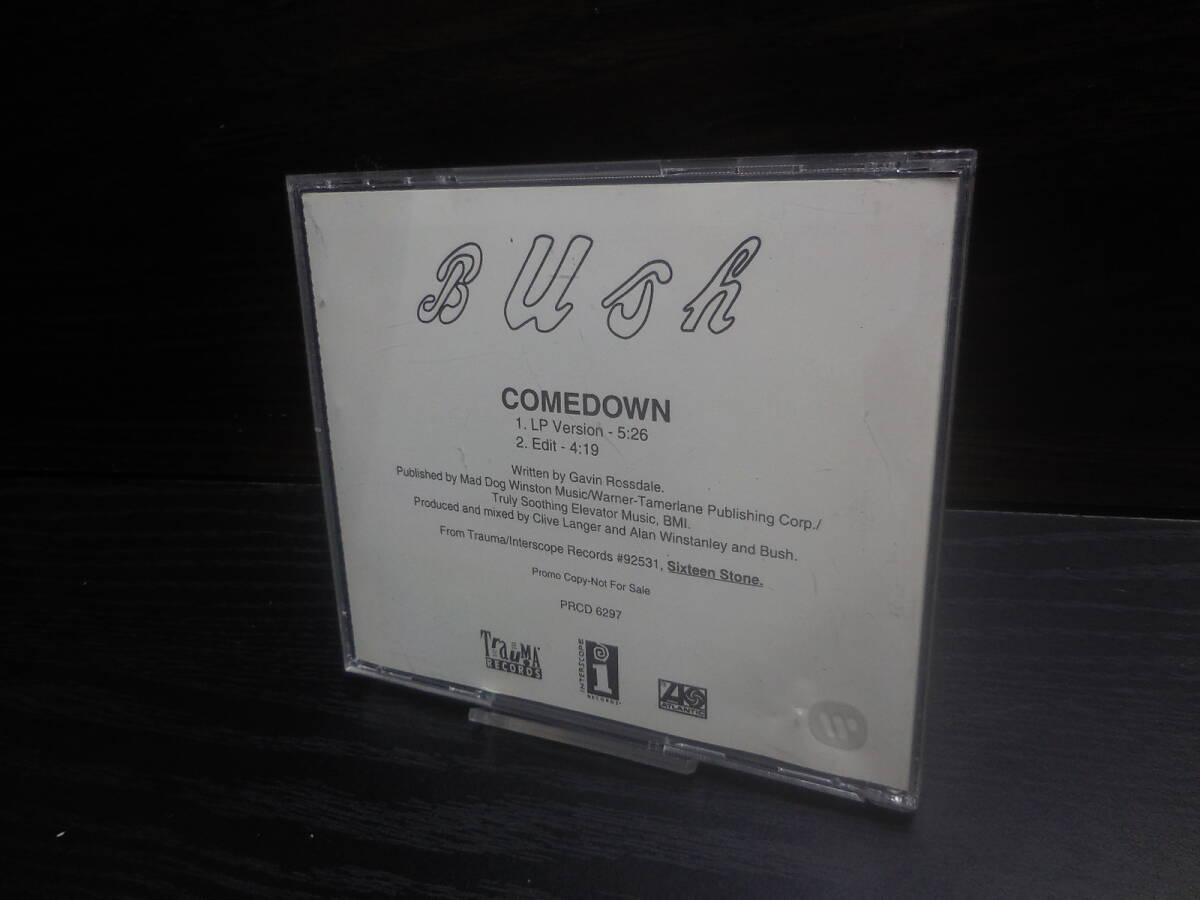 BUsh
COMEDOWN
1. LP Version - 5:26
2. Edit - 4:19
Written by Gavin Rossdale.
Published by Mad Dog Winston Music/Warner-Tamerlane Publishing Corp./
Truly Soothing Elevator Music, BMI.
Produced and mixed by Clive Langer and Alan Winstanley and Bush.
From Trauma/Interscope Records #92531, Sixteen Stone.
Promo Copy-Not For Sale
PRCD 6297
TraUMA
RECORDS
INTERSCOPE
i
RECORDS
ATLANTIC